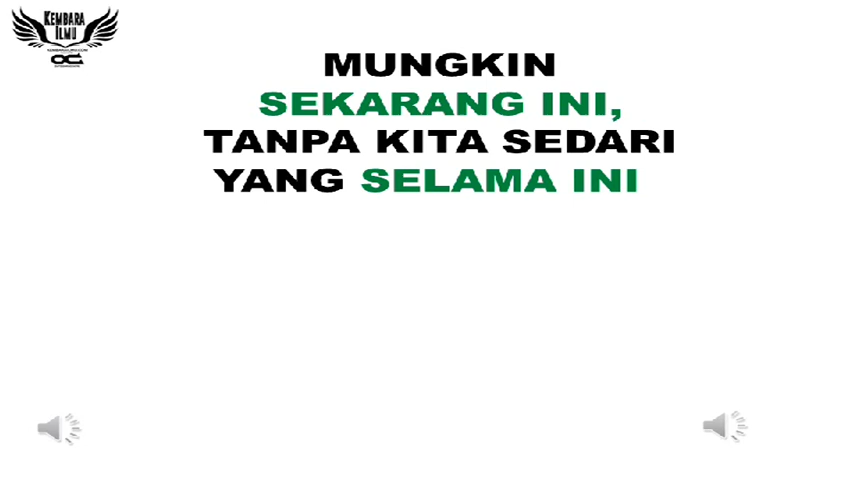 KEMBARA
ILMU
MUNGKIN
SEKARANG INI,
TANPA KITA SEDARI
YANG SELAMA INI